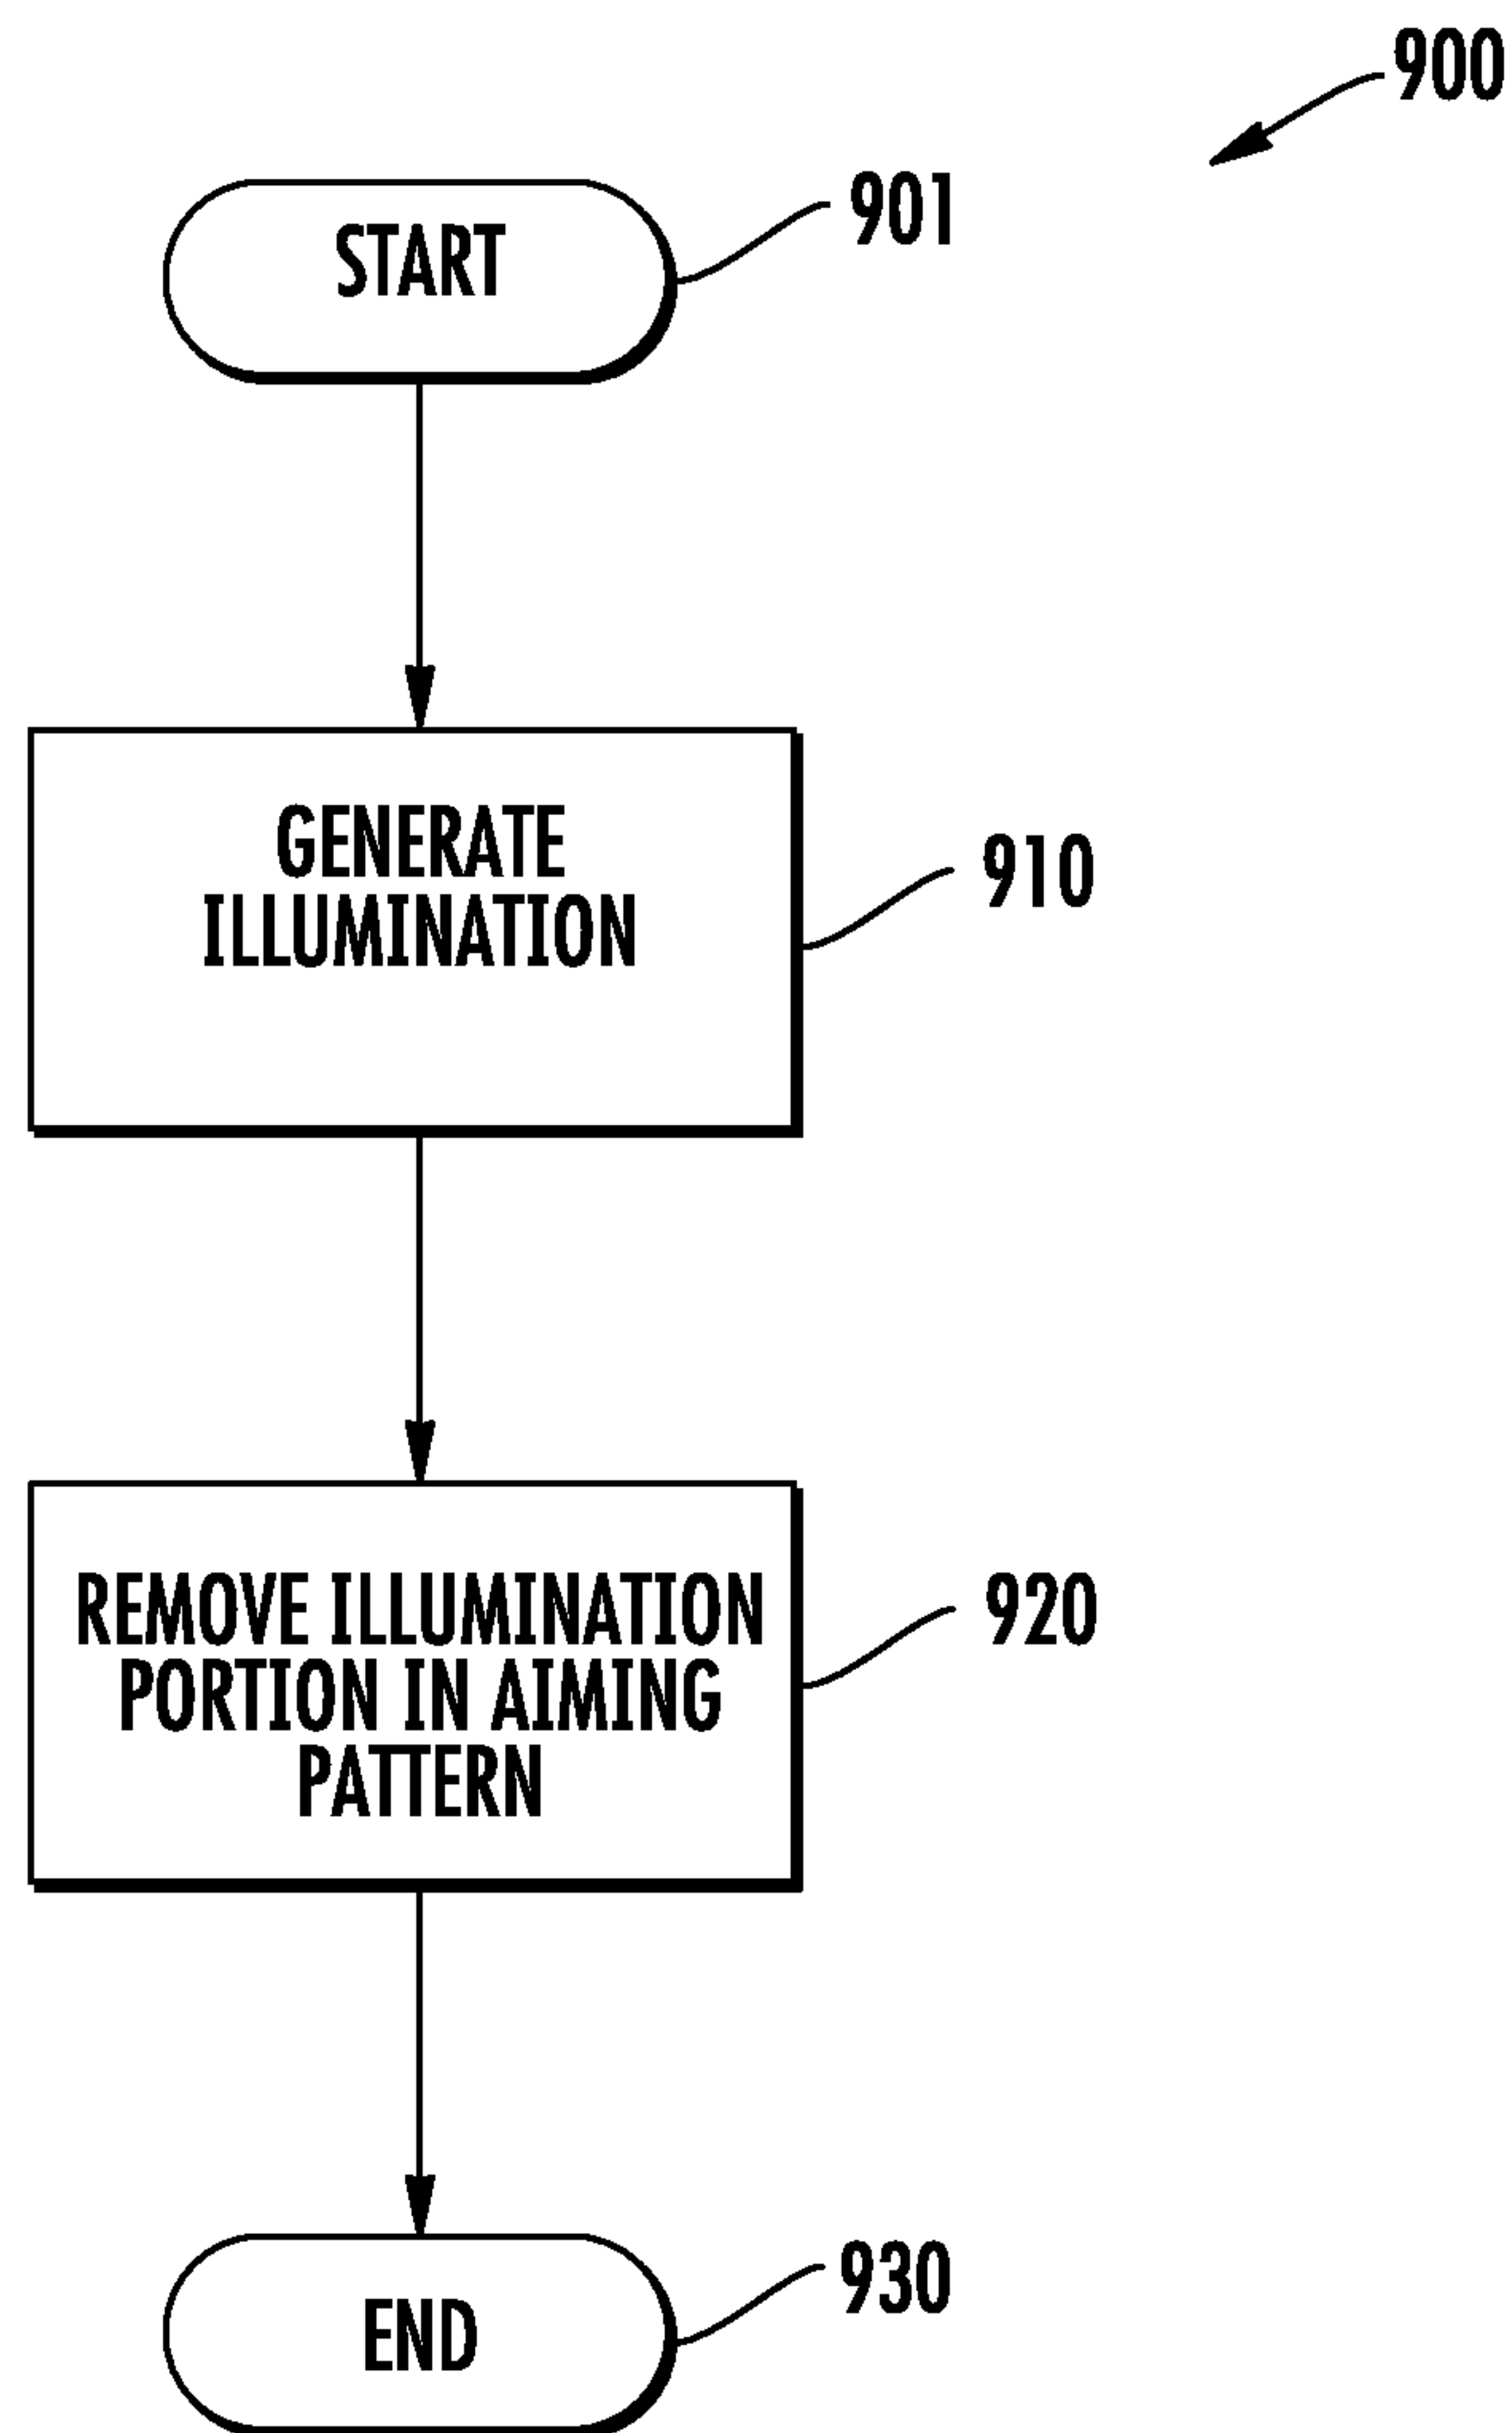 900
START
901
GENERATE
ILLUMINATION
910
REMOVE ILLUMINATION
PORTION IN AIMING
PATTERN
920
END
930